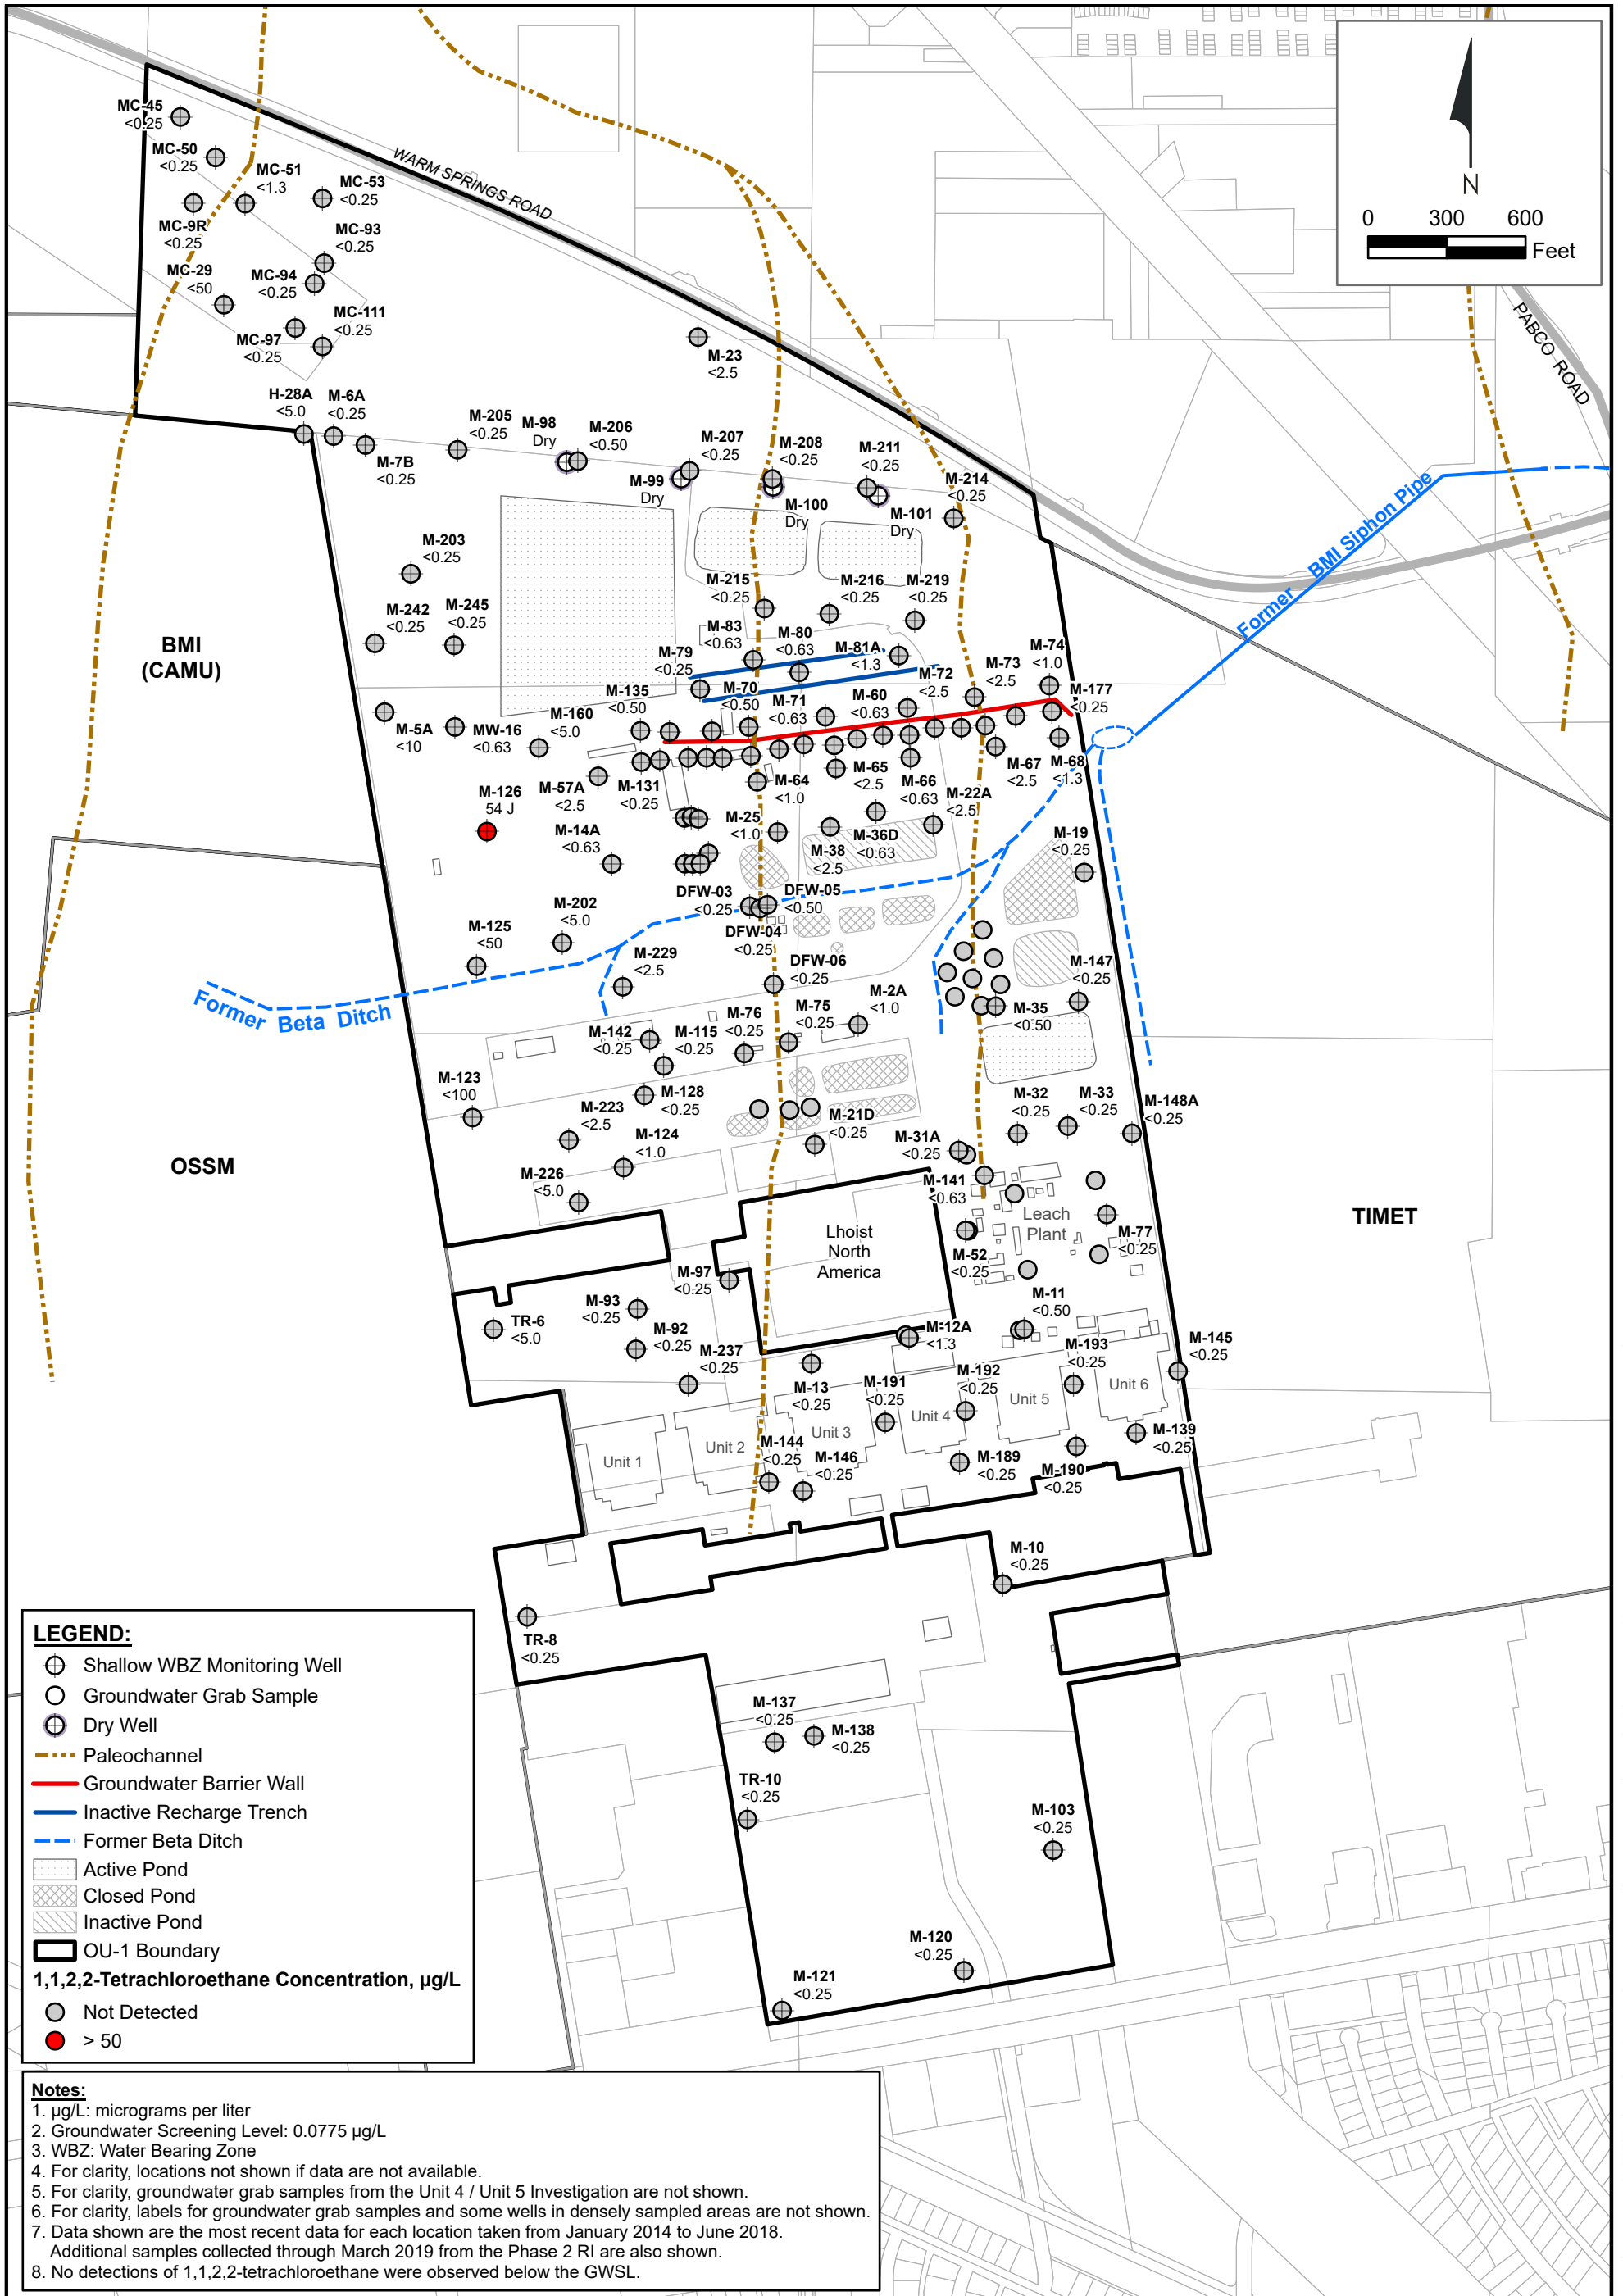 MC-45
<0.25
MC-50
<0.25
MC-51
<1.3
MC-53
<0.25
MC-9R
<0.25
MC-93
<0.25
MC-29
<50
MC-94
<0.25
MC-111
<0.25
MC-97
<0.25
WARM SPRINGS ROAD
N
0 300 600
Feet
PABCO ROAD
M-23
<2.5
H-28A
<5.0
M-6A
<0.25
M-7B
<0.25
M-205
<0.25
M-98
Dry
M-206
<0.50
M-207
<0.25
M-99
Dry
M-208
<0.25
M-100
Dry
M-211
<0.25
M-101
Dry
M-214
<0.25
Former BMI Siphon Pipe
M-203
<0.25
M-242
<0.25
M-245
<0.25
M-215
<0.25
M-216
<0.25
M-219
<0.25
BMI
(CAMU)
M-83
<0.63
M-80
<0.63
M-81A
<1.3
M-79
<0.25
M-74
<1.0
M-73
<2.5
M-72
<2.5
M-177
<0.25
M-70
<0.50
M-71
<0.63
M-60
<0.63
M-135
<0.50
M-160
<5.0
M-5A
<10
MW-16
<0.63
M-57A
<2.5
M-131
<0.25
M-64
<1.0
M-65
<2.5
M-66
<0.63
M-67
<2.5
M-68
<1.3
M-126
54 J
M-14A
<0.63
M-25
<1.0
M-38
<2.5
M-36D
<0.63
M-22A
<2.5
M-19
<0.25
DFW-03
<0.25
DFW-05
<0.50
DFW-04
<0.25
M-202
<5.0
M-125
<50
M-229
<2.5
DFW-06
<0.25
M-147
<0.25
M-35
<0.50
Former Beta Ditch
M-142
<0.25
M-115
<0.25
M-76
<0.25
M-75
<0.25
M-2A
<1.0
M-123
<100
M-128
<0.25
M-223
<2.5
M-124
<1.0
M-226
<5.0
M-21D
<0.25
M-32
<0.25
M-33
<0.25
M-148A
<0.25
M-31A
<0.25
M-141
<0.63
OSSM
Lhoist
North
America
Leach
Plant
TIMET
M-52
<0.25
M-77
<0.25
M-97
<0.25
M-93
<0.25
M-92
<0.25
TR-6
<5.0
M-237
<0.25
M-11
<0.50
M-12A
<1.3
M-13
<0.25
M-191
<0.25
M-192
<0.25
M-193
<0.25
M-145
<0.25
Unit 1
Unit 2
Unit 3
Unit 4
Unit 5
Unit 6
M-144
<0.25
M-146
<0.25
M-189
<0.25
M-190
<0.25
M-139
<0.25
M-10
<0.25
TR-8
<0.25
M-137
<0.25
M-138
<0.25
TR-10
<0.25
M-103
<0.25
M-120
<0.25
M-121
<0.25
LEGEND:
Shallow WBZ Monitoring Well
Groundwater Grab Sample
Dry Well
Paleochannel
Groundwater Barrier Wall
Inactive Recharge Trench
Former Beta Ditch
Active Pond
Closed Pond
Inactive Pond
OU-1 Boundary
1,1,2,2-Tetrachloroethane Concentration, µg/L
Not Detected
> 50
Notes:
1. µg/L: micrograms per liter
2. Groundwater Screening Level: 0.0775 µg/L
3. WBZ: Water Bearing Zone
4. For clarity, locations not shown if data are not available.
5. For clarity, groundwater grab samples from the Unit 4 / Unit 5 Investigation are not shown.
6. For clarity, labels for groundwater grab samples and some wells in densely sampled areas are not shown.
7. Data shown are the most recent data for each location taken from January 2014 to June 2018.
Additional samples collected through March 2019 from the Phase 2 RI are also shown.
8. No detections of 1,1,2,2-tetrachloroethane were observed below the GWSL.